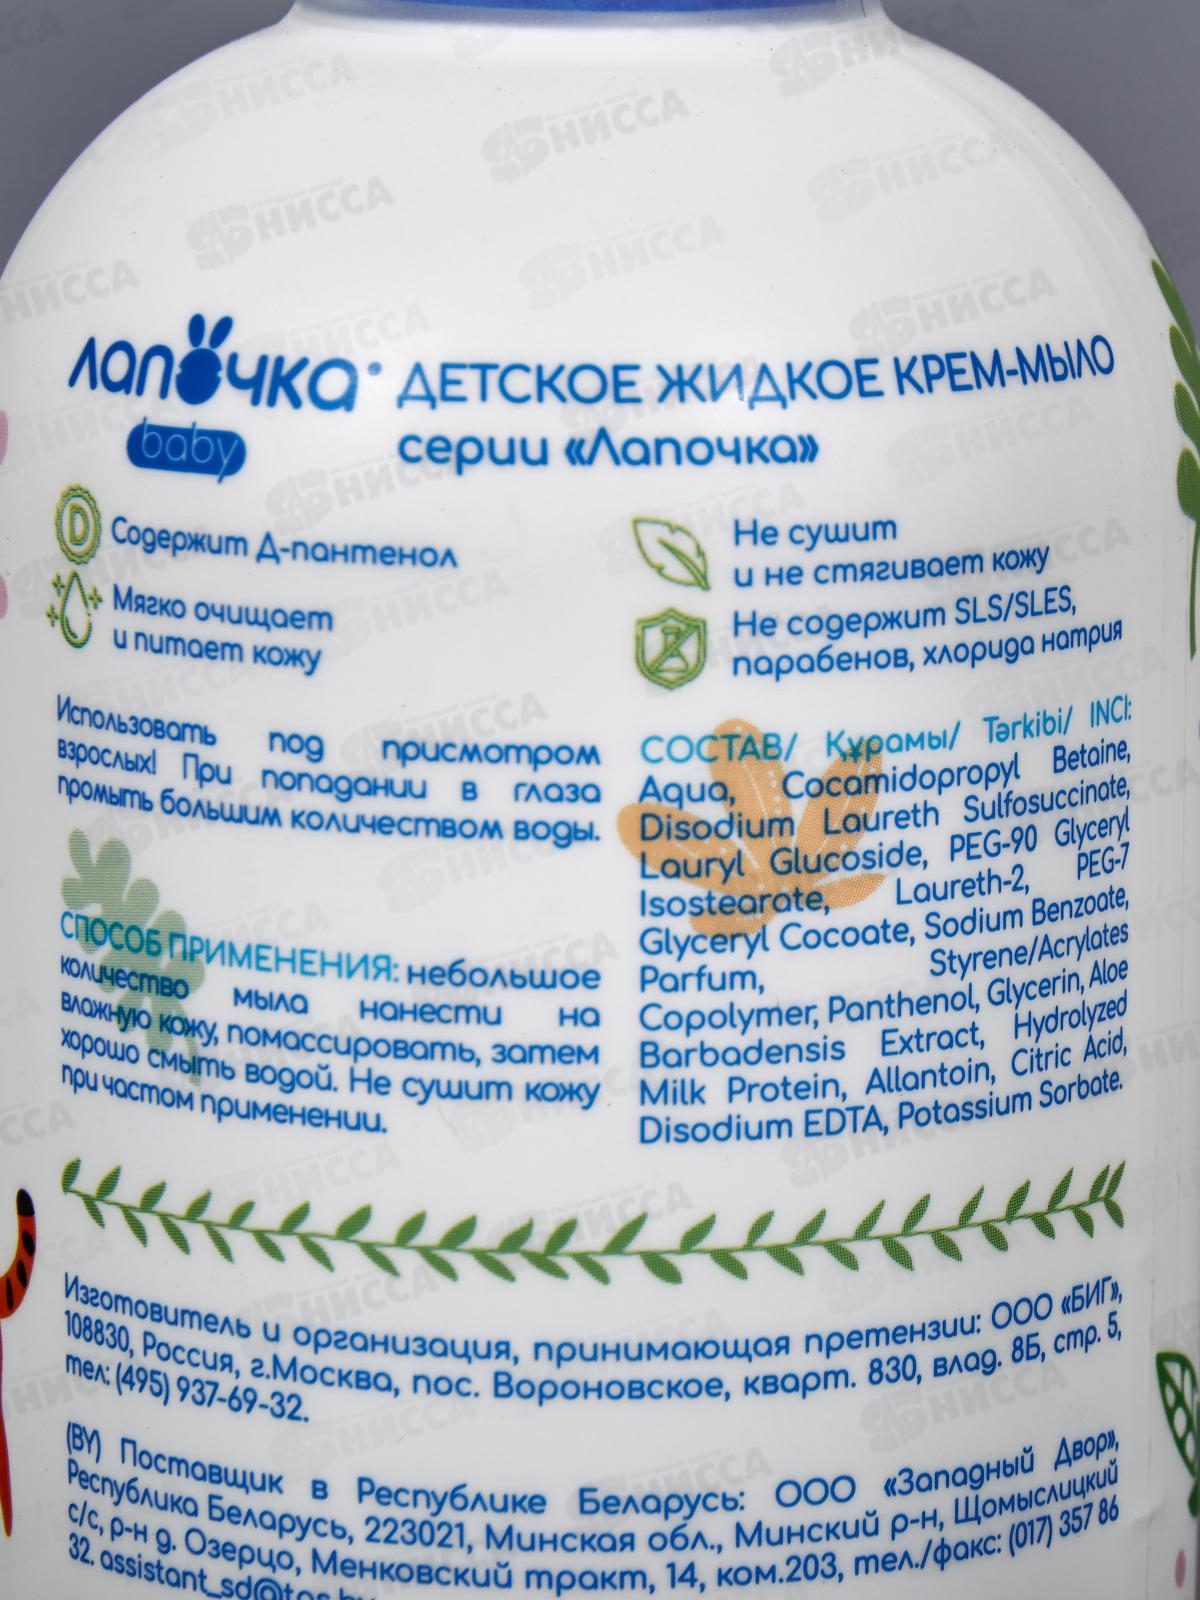 лапочка
baby
ДЕТСКОЕ ЖИДКОЕ КРЕМ-МЫЛО
серии «Лапочка»
D
Содержит Д-пантенол
Мягко очищает
и питает кожу
Не сушит
и не стягивает кожу
Не содержит SLS/SLES,
парабенов, хлорида натрия
Использовать под присмотром
взрослых! При попадании в глаза
промыть большим количеством воды.
СПОСОБ ПРИМЕНЕНИЯ: небольшое
количество мыла нанести на
влажную кожу, помассировать, затем
хорошо смыть водой. Не сушит кожу
при частом применении.
СОСТАВ/ Құрамы/ Tərkibi/ INCI:
Aqua, Cocamidopropyl Betaine,
Disodium Laureth Sulfosuccinate,
Lauryl Glucoside, PEG-90 Glyceryl
Isostearate, Laureth-2, PEG-7
Glyceryl Cocoate, Sodium Benzoate,
Parfum, Styrene/Acrylates
Copolymer, Panthenol, Glycerin, Aloe
Barbadensis Extract, Hydrolyzed
Milk Protein, Allantoin, Citric Acid,
Disodium EDTA, Potassium Sorbate.
Изготовитель и организация, принимающая претензии: ООО «БИГ»,
108830, Россия, г.Москва, пос. Вороновское, кварт. 830, влад. 8Б, стр. 5,
тел: (495) 937-69-32.
(BY) Поставщик в Республике Беларусь: ООО «Западный Двор»,
Республика Беларусь, 223021, Минская обл., Минский р-н, Щомыслицкий
с/с, р-н д. Озерцо, Менковский тракт, 14, ком.203, тел./факс: (017) 357 86
32. assistant_sd@tos.by
НИССА